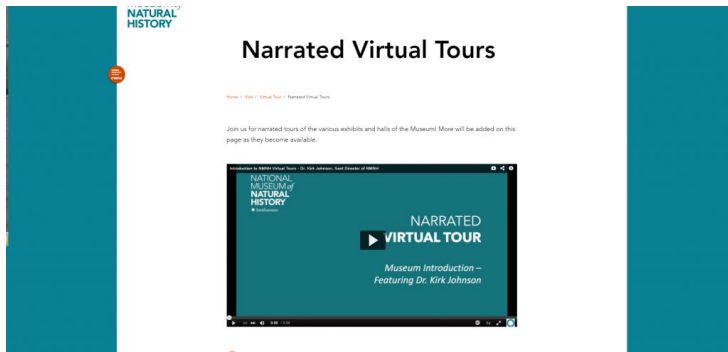 NATURAL
HISTORY
Narrated Virtual Tours
Home / Visit / Virtual Tour / Narrated Virtual Tours
Join us for narrated tours of the various exhibits and halls of the Museum! More will be added on this
page as they become available.
Introduction to NMNH Virtual Tours - Dr. Kirk Johnson, Sant Director of NMNH
NATIONAL
MUSEUM of
NATURAL
HISTORY
Smithsonian
NARRATED
VIRTUAL TOUR
Museum Introduction –
Featuring Dr. Kirk Johnson
0:00